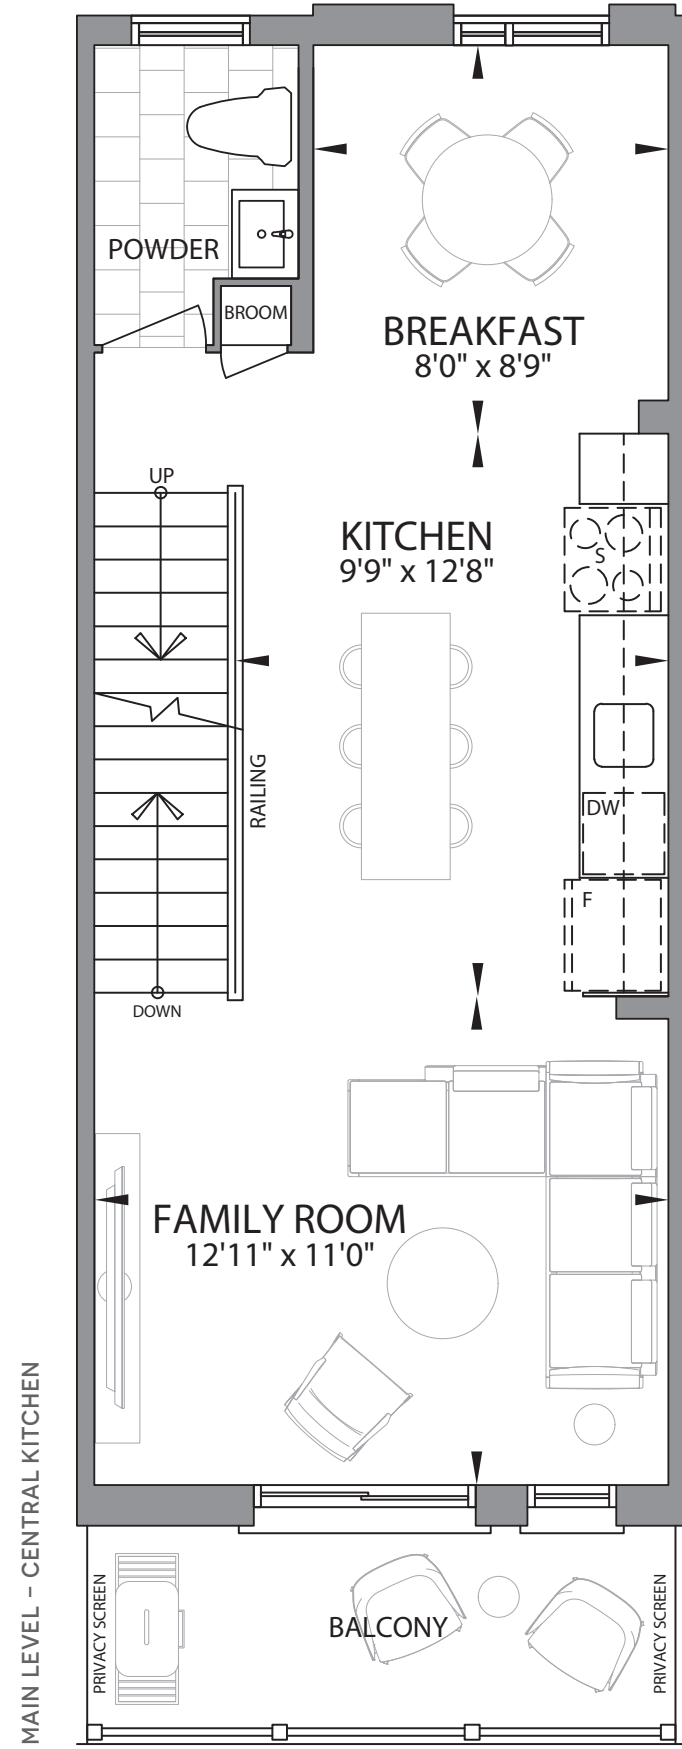 POWDER
BROOM
BREAKFAST
8'0" x 8'9"
UP
KITCHEN
9'9" x 12'8"
S
RAILING
DW
F
DOWN
FAMILY ROOM
12'11" x 11'0"
MAIN LEVEL – CENTRAL KITCHEN
PRIVACY SCREEN
BALCONY
PRIVACY SCREEN